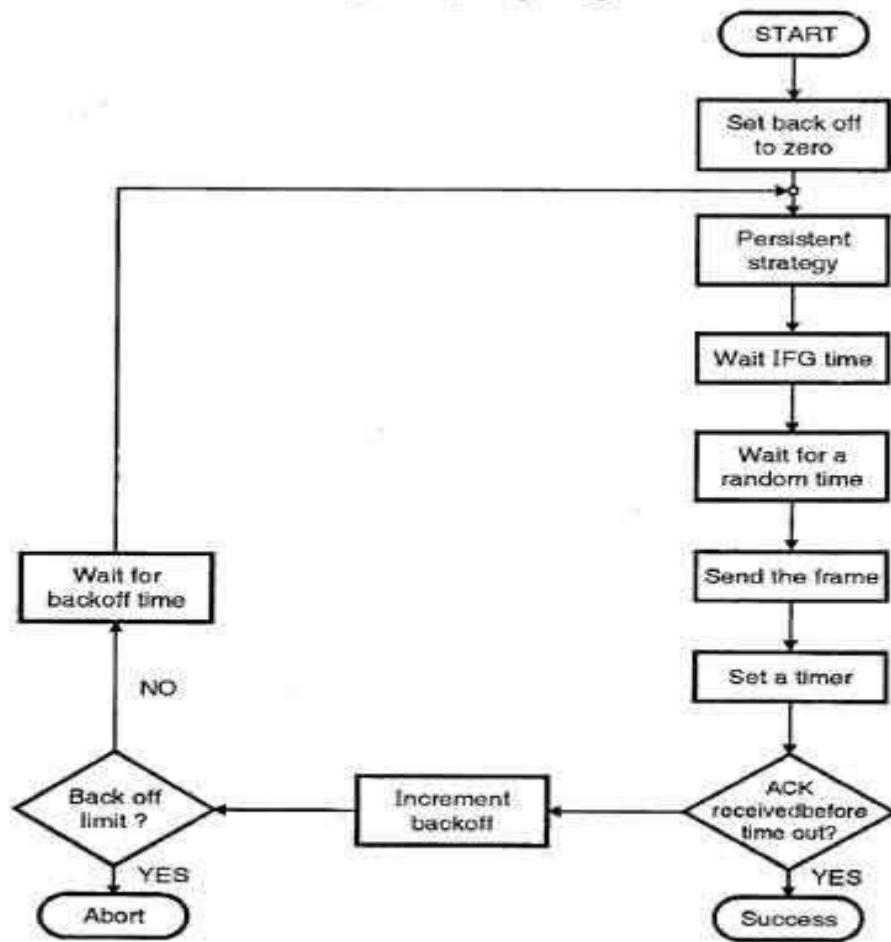 START
Set back off
to zero
Persistent
strategy
Wait IFG time
Wait for a
random time
Send the frame
Set a timer
ACK
receivedbefore
time out?
YES
Success
Increment
backoff
Back off
limit ?
YES
Abort
NO
Wait for
backoff time